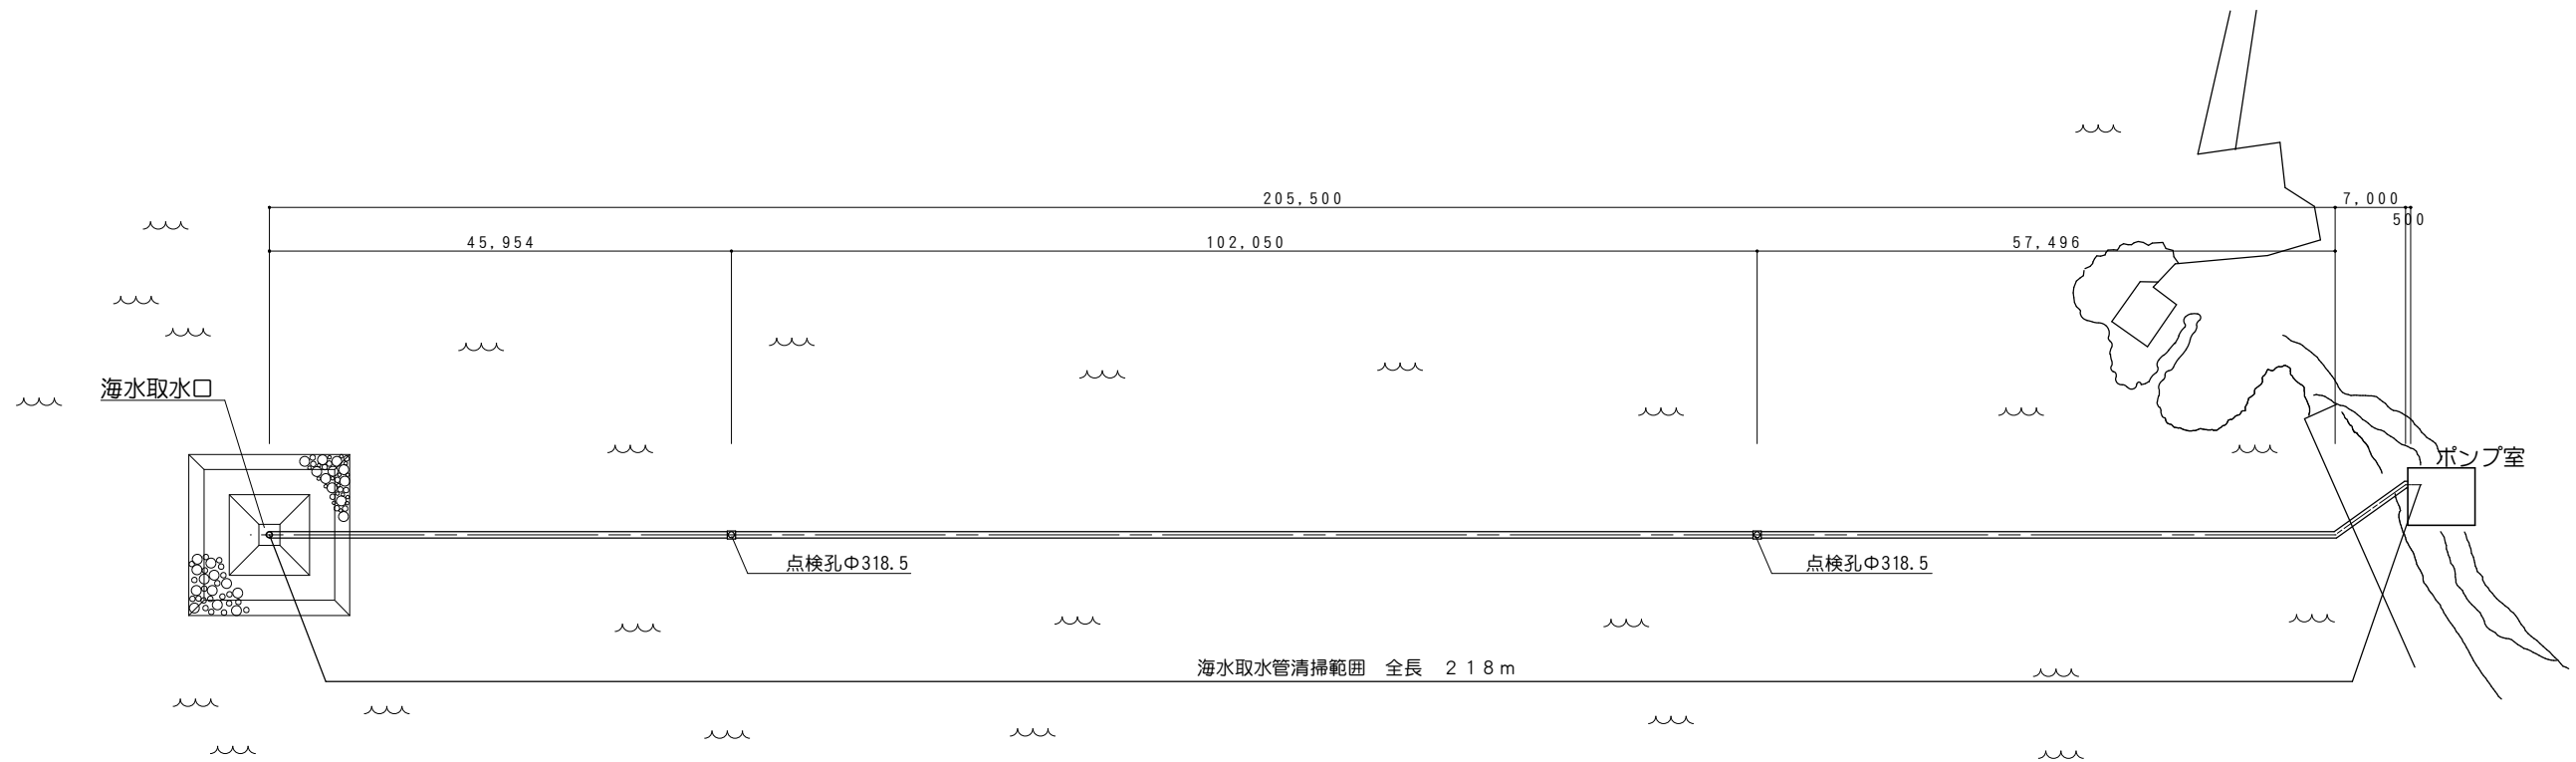 205,500
7,000
500
45,954
102,050
57,496
海水取水口
ポンプ室
点検孔Φ318.5
点検孔Φ318.5
海水取水管清掃範囲　全長　２１８ｍ